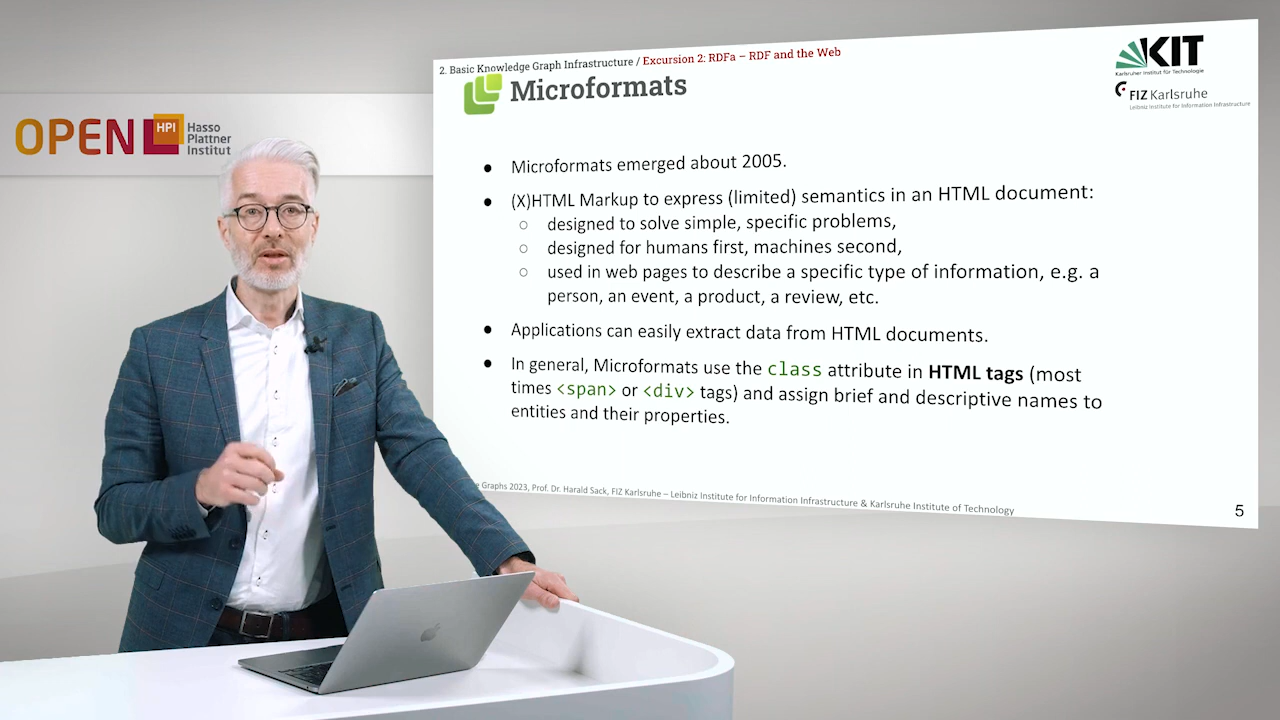 OPEN
HPI
Hasso
Plattner
Institut
2. Basic Knowledge Graph Infrastructure / Excursion 2: RDFa – RDF and the Web
Microformats
KIT
Karlsruher Institut für Technologie
FIZ Karlsruhe
Leibniz Institute for Information Infrastructure
● Microformats emerged about 2005.
● (X)HTML Markup to express (limited) semantics in an HTML document:
○ designed to solve simple, specific problems,
○ designed for humans first, machines second,
○ used in web pages to describe a specific type of information, e.g. a
person, an event, a product, a review, etc.
● Applications can easily extract data from HTML documents.
● In general, Microformats use the class attribute in HTML tags (most
times <span> or <div> tags) and assign brief and descriptive names to
entities and their properties.
Graphs 2023, Prof. Dr. Harald Sack, FIZ Karlsruhe – Leibniz Institute for Information Infrastructure & Karlsruhe Institute of Technology
5